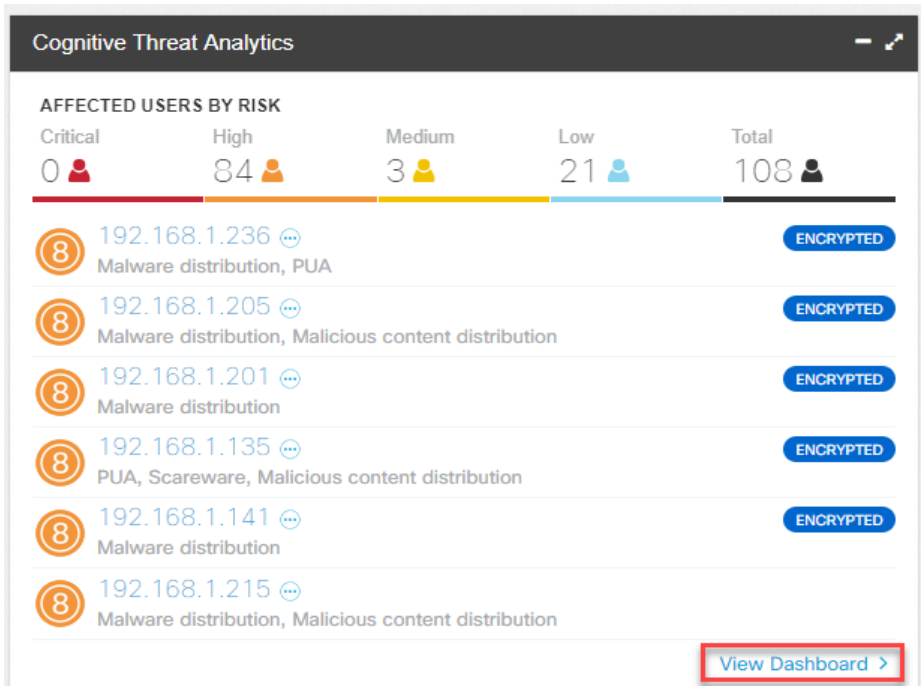 Cognitive Threat Analytics
AFFECTED USERS BY RISK
Critical High Medium Low Total
0 84 3 21 108
8 192.168.1.236 ENCRYPTED
Malware distribution, PUA
8 192.168.1.205 ENCRYPTED
Malware distribution, Malicious content distribution
8 192.168.1.201 ENCRYPTED
Malware distribution
8 192.168.1.135 ENCRYPTED
PUA, Scareware, Malicious content distribution
8 192.168.1.141 ENCRYPTED
Malware distribution
8 192.168.1.215
Malware distribution, Malicious content distribution
View Dashboard >